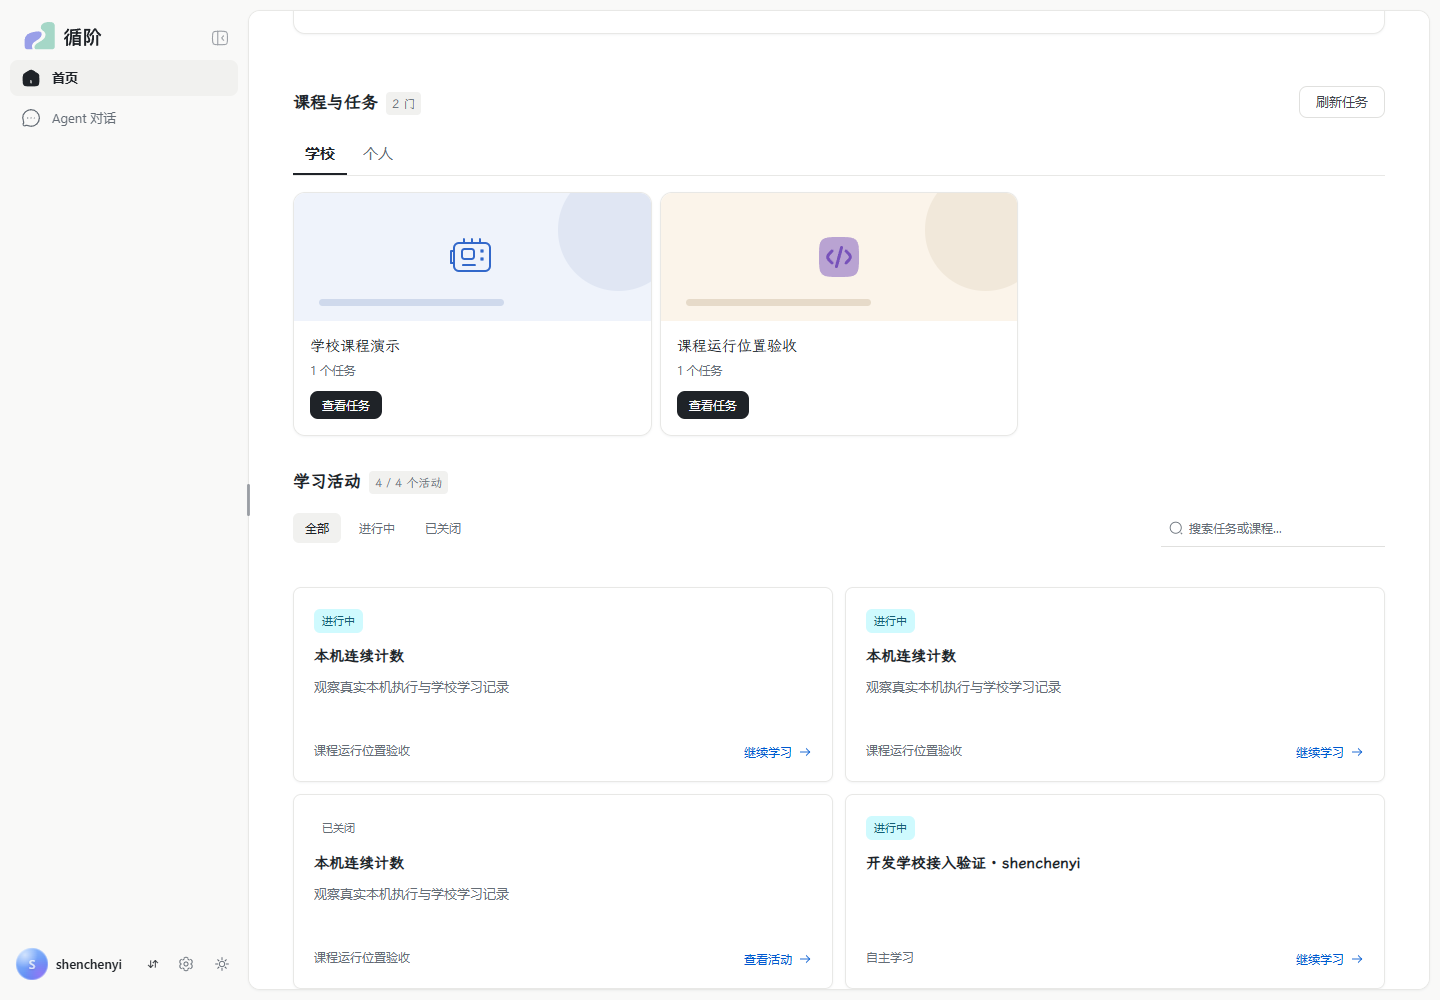 循阶
首页
Agent 对话
shenchenyi
课程与任务 2 门
刷新任务
学校 个人
学校课程演示
1 个任务
查看任务
课程运行位置验收
1 个任务
查看任务
学习活动 4 / 4 个活动
全部 进行中 已关闭
搜索任务或课程...
进行中
本机连续计数
观察真实本机执行与学校学习记录
课程运行位置验收
继续学习
进行中
本机连续计数
观察真实本机执行与学校学习记录
课程运行位置验收
继续学习
已关闭
本机连续计数
观察真实本机执行与学校学习记录
课程运行位置验收
查看活动
进行中
开发学校接入验证・shenchenyi
自主学习
继续学习
S